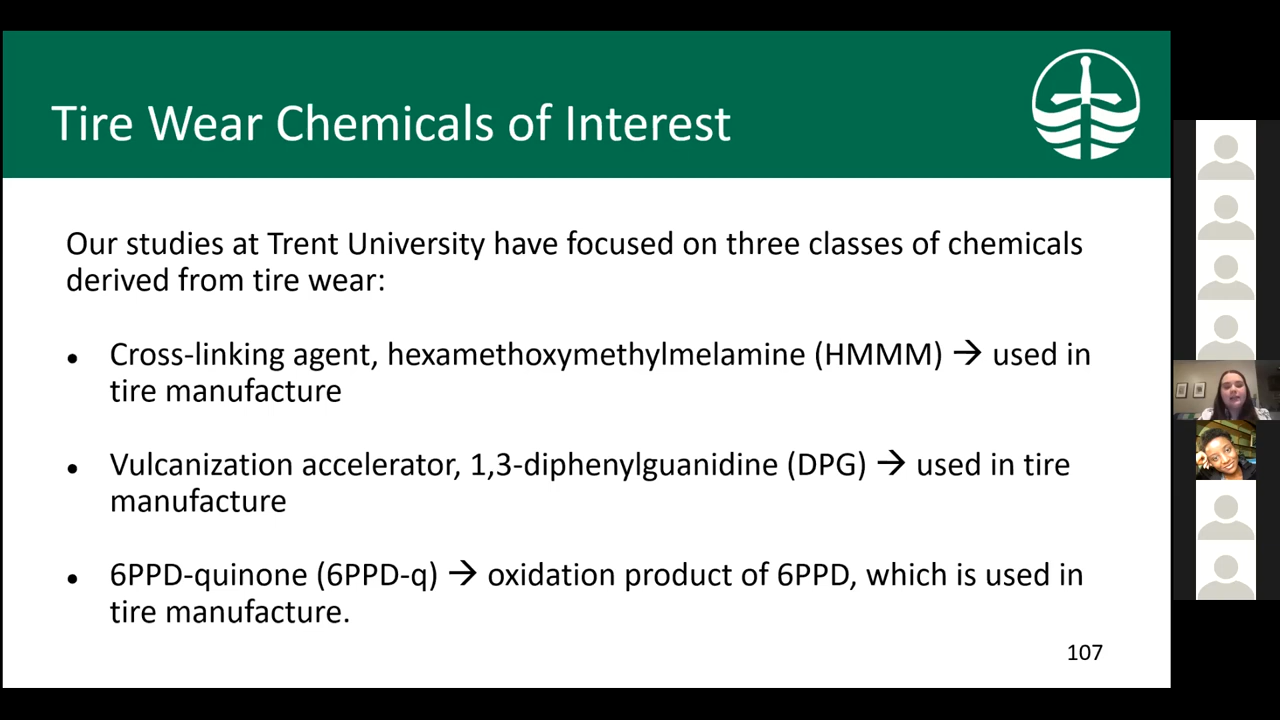 Tire Wear Chemicals of Interest
Our studies at Trent University have focused on three classes of chemicals
derived from tire wear:
• Cross-linking agent, hexamethoxymethylmelamine (HMMM) → used in
tire manufacture
• Vulcanization accelerator, 1,3-diphenylguanidine (DPG) → used in tire
manufacture
• 6PPD-quinone (6PPD-q) → oxidation product of 6PPD, which is used in
tire manufacture.
107